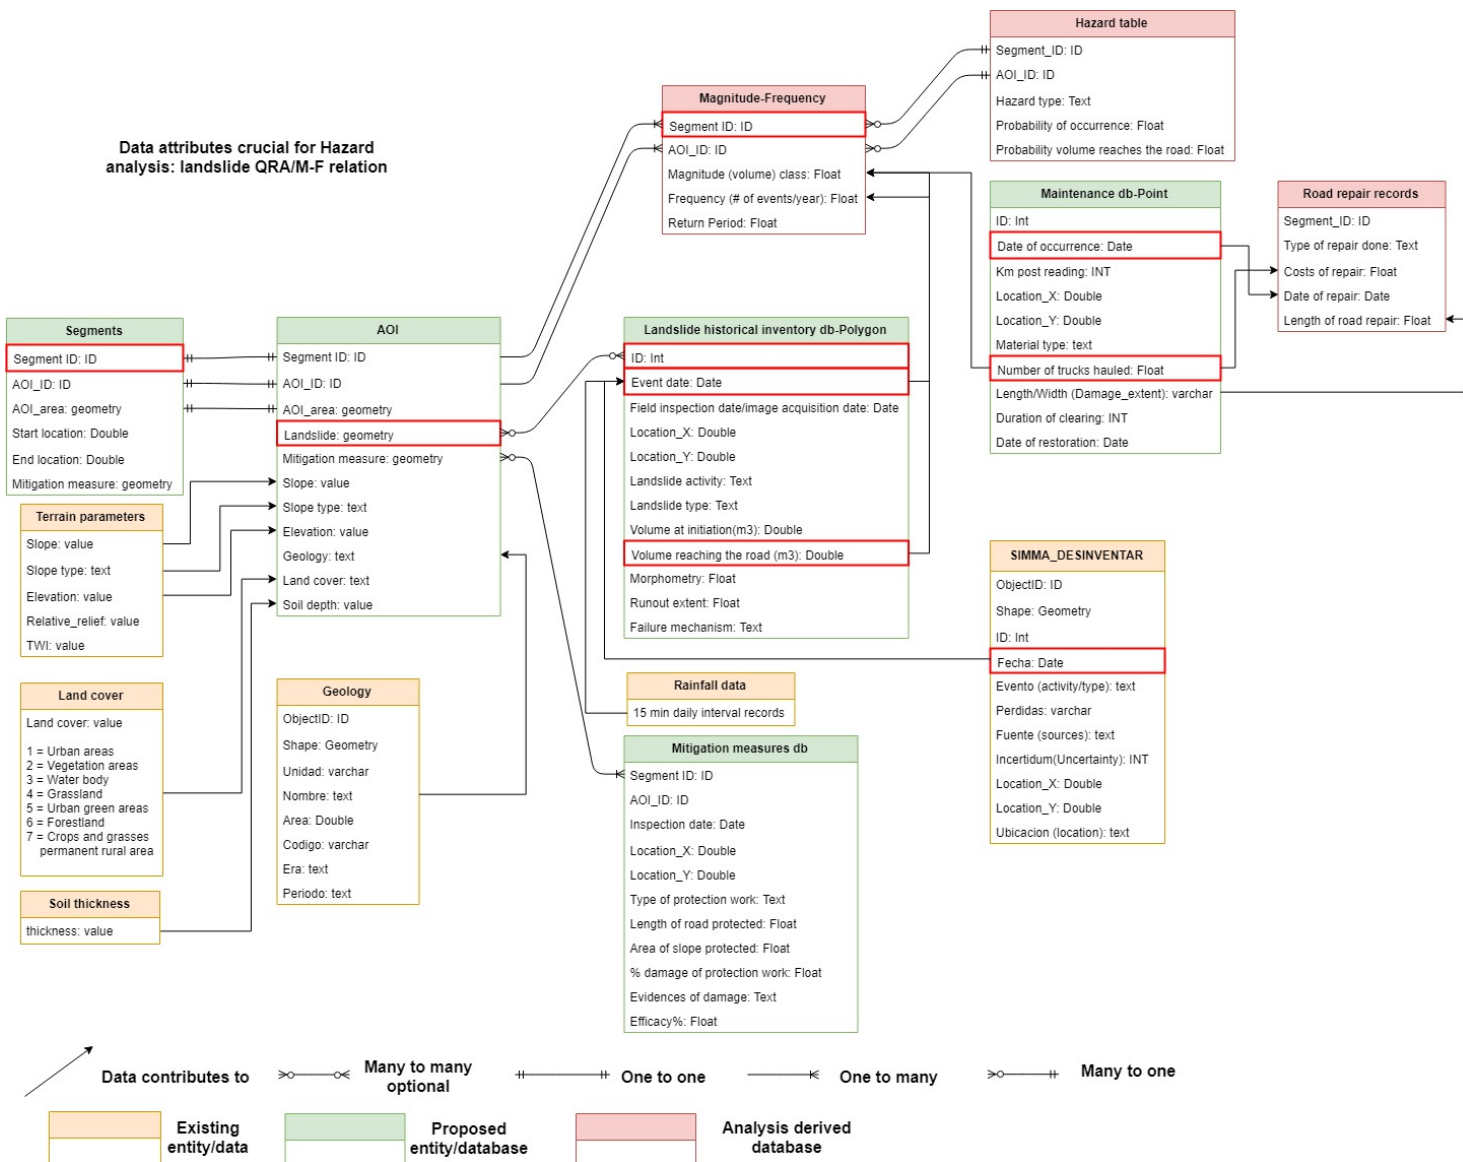 Data attributes crucial for Hazard
analysis: landslide QRA/M-F relation
Hazard table
Segment_ID: ID
AOI_ID: ID
Hazard type: Text
Probability of occurrence: Float
Probability volume reaches the road: Float
Magnitude-Frequency
Segment ID: ID
AOI_ID: ID
Magnitude (volume) class: Float
Frequency (# of events/year): Float
Return Period: Float
Maintenance db-Point
ID: Int
Date of occurrence: Date
Km post reading: INT
Location_X: Double
Location_Y: Double
Material type: text
Number of trucks hauled: Float
Length/Width (Damage_extent): varchar
Duration of clearing: INT
Date of restoration: Date
Road repair records
Segment_ID: ID
Type of repair done: Text
Costs of repair: Float
Date of repair: Date
Length of road repair: Float
Segments
Segment ID: ID
AOI_ID: ID
AOI_area: geometry
Start location: Double
End location: Double
Mitigation measure: geometry
AOI
Segment ID: ID
AOI_ID: ID
AOI_area: geometry
Landslide: geometry
Mitigation measure: geometry
Slope: value
Slope type: text
Elevation: value
Geology: text
Land cover: text
Soil depth: value
Landslide historical inventory db-Polygon
ID: Int
Event date: Date
Field inspection date/image acquisition date: Date
Location_X: Double
Location_Y: Double
Landslide activity: Text
Landslide type: Text
Volume at initiation(m3): Double
Volume reaching the road (m3): Double
Morphometry: Float
Runout extent: Float
Failure mechanism: Text
Terrain parameters
Slope: value
Slope type: text
Elevation: value
Relative_relief: value
TWI: value
SIMMA_DESINVENTAR
ObjectID: ID
Shape: Geometry
ID: Int
Fecha: Date
Evento (activity/type): text
Perdidas: varchar
Fuente (sources): text
Incertidum(Uncertainty): INT
Location_X: Double
Location_Y: Double
Ubicacion (location): text
Land cover
Land cover: value
1 = Urban areas
2 = Vegetation areas
3 = Water body
4 = Grassland
5 = Urban green areas
6 = Forestland
7 = Crops and grasses
permanent rural area
Geology
ObjectID: ID
Shape: Geometry
Unidad: varchar
Nombre: text
Area: Double
Codigo: varchar
Era: text
Periodo: text
Rainfall data
15 min daily interval records
Mitigation measures db
Segment ID: ID
AOI_ID: ID
Inspection date: Date
Location_X: Double
Location_Y: Double
Type of protection work: Text
Length of road protected: Float
Area of slope protected: Float
% damage of protection work: Float
Evidences of damage: Text
Efficacy%: Float
Soil thickness
thickness: value
Data contributes to
Many to many
optional
One to one
One to many
Many to one
Existing
entity/data
Proposed
entity/database
Analysis derived
database